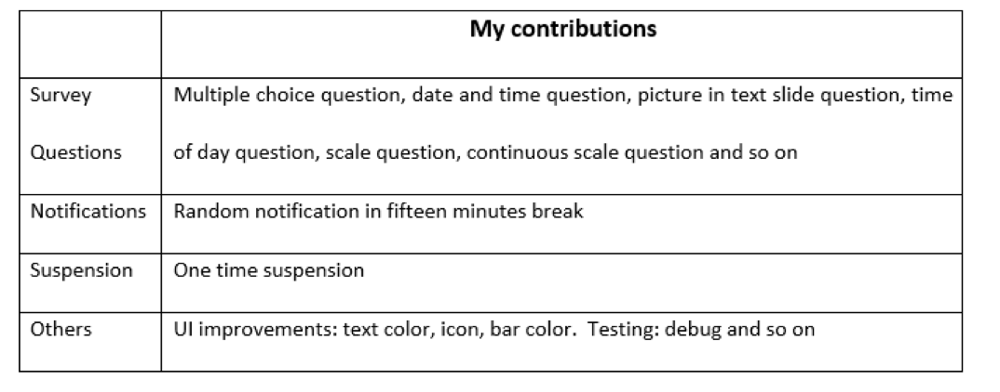 My contributions
Survey Multiple choice question, date and time question, picture in text slide question, time
Questions of day question, scale question, continuous scale question and so on
Notifications Random notification in fifteen minutes break
Suspension One time suspension
Others UI improvements: text color, icon, bar color.  Testing: debug and so on